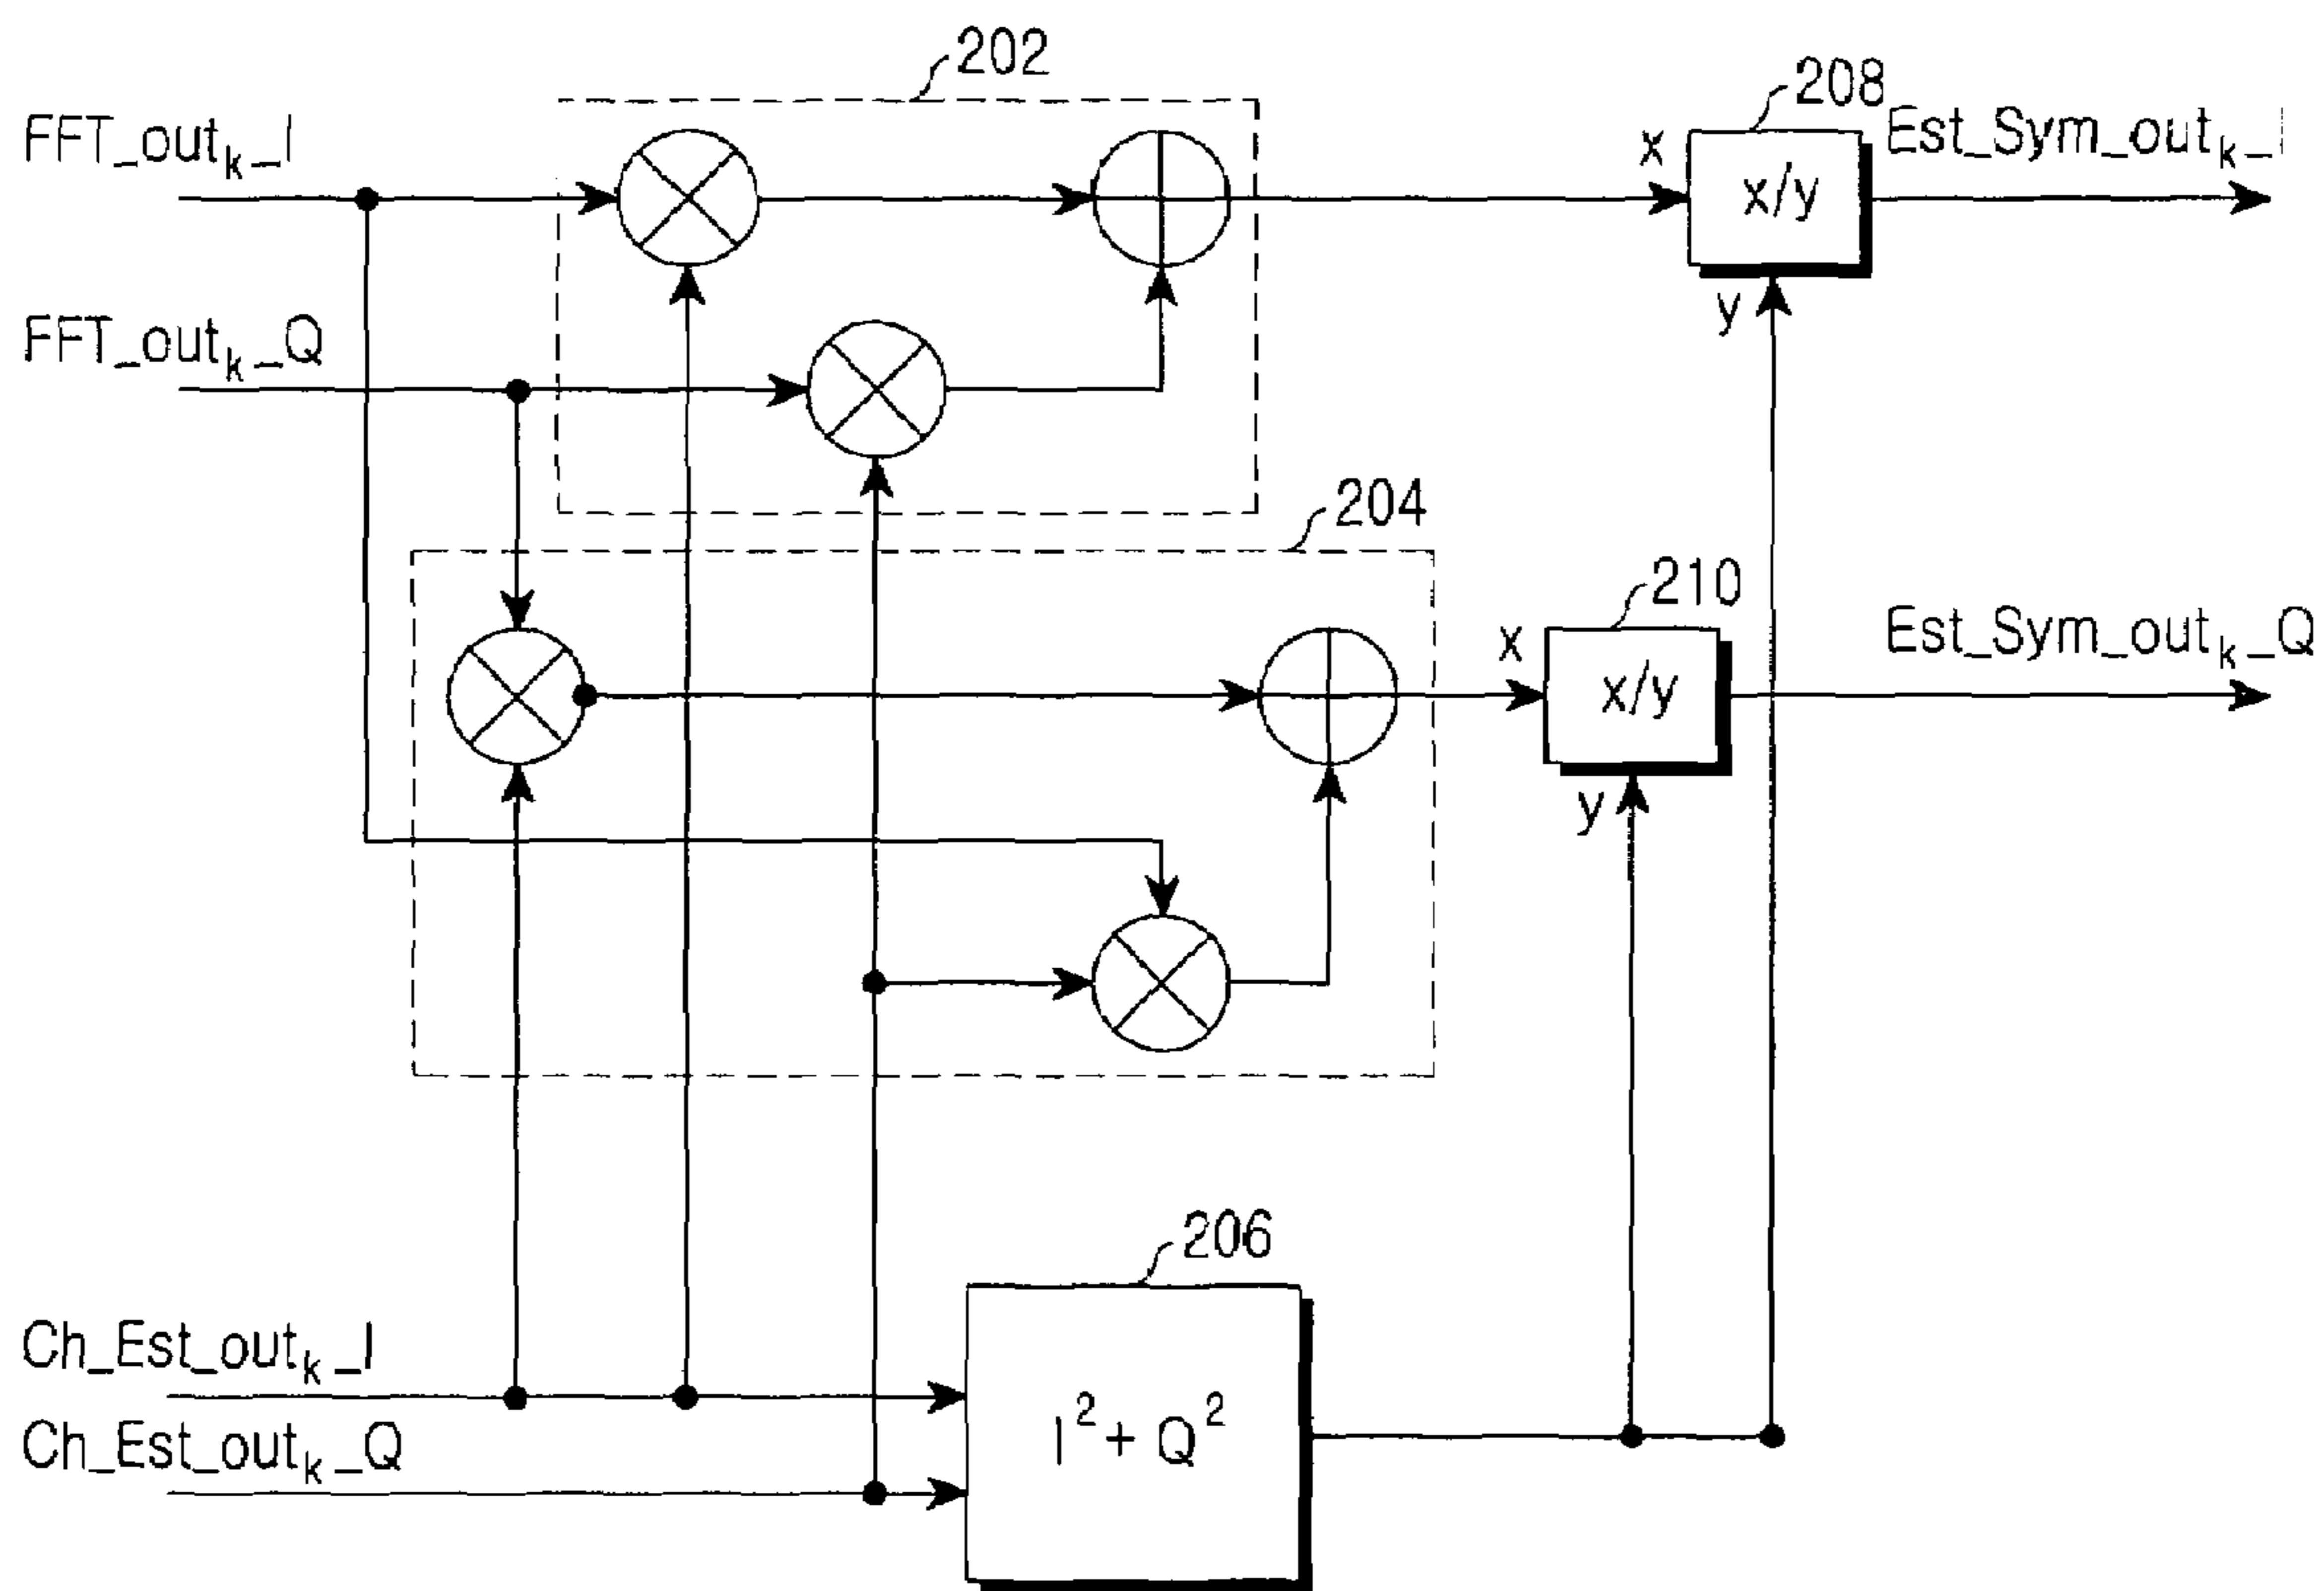 202
208
FFT_outk_I
x
x/y
Est_Sym_outk_I
FFT_outk_Q
y
204
210
x
x/y
Est_Sym_outk_Q
y
206
Ch_Est_outk_I
I² + Q²
Ch_Est_outk_Q